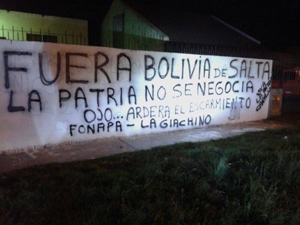 FUERA BOLIVIA DE SALTA
LA PATRIA NO SE NEGOCIA
OJO... ARDERA EL ESCARMIENTO
FONAPA - LA GIACHINO